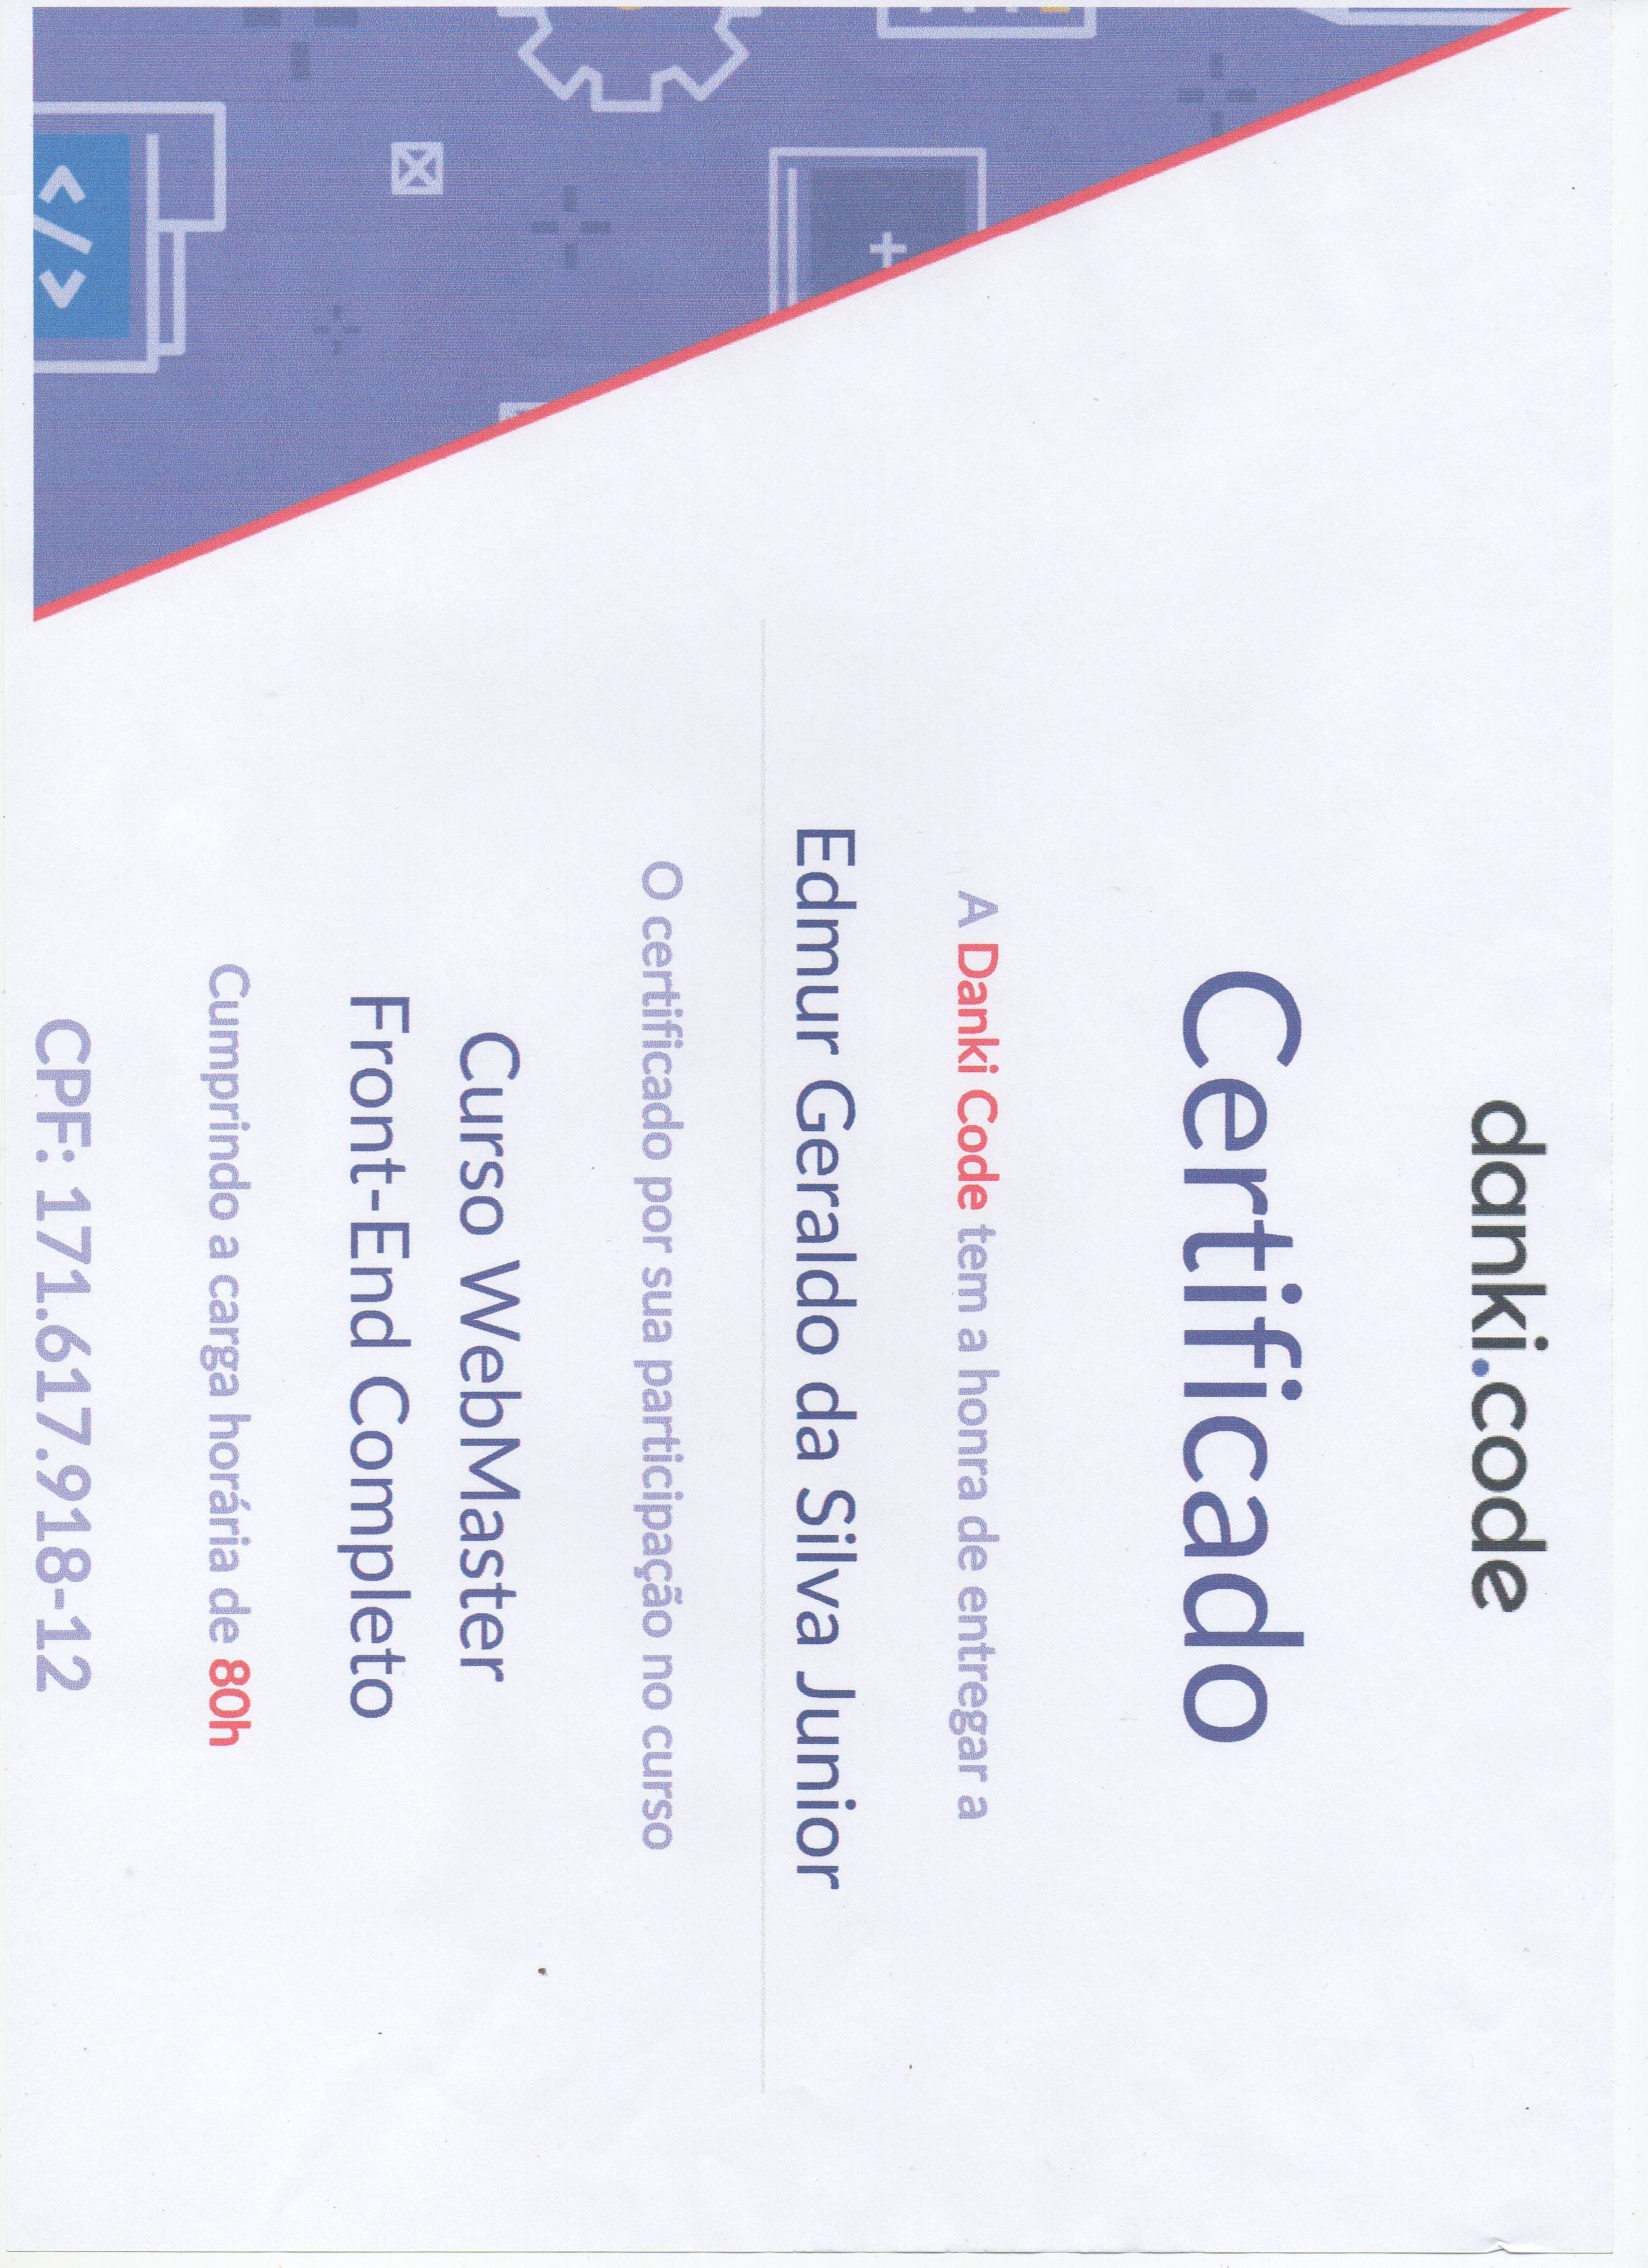 danki.code
Certificado
A Danki Code tem a honra de entregar a
Edmur Geraldo da Silva Junior
O certificado por sua participação no curso
Curso WebMaster
Front-End Completo
Cumprindo a carga horária de 80h
CPF: 171.617.918-12